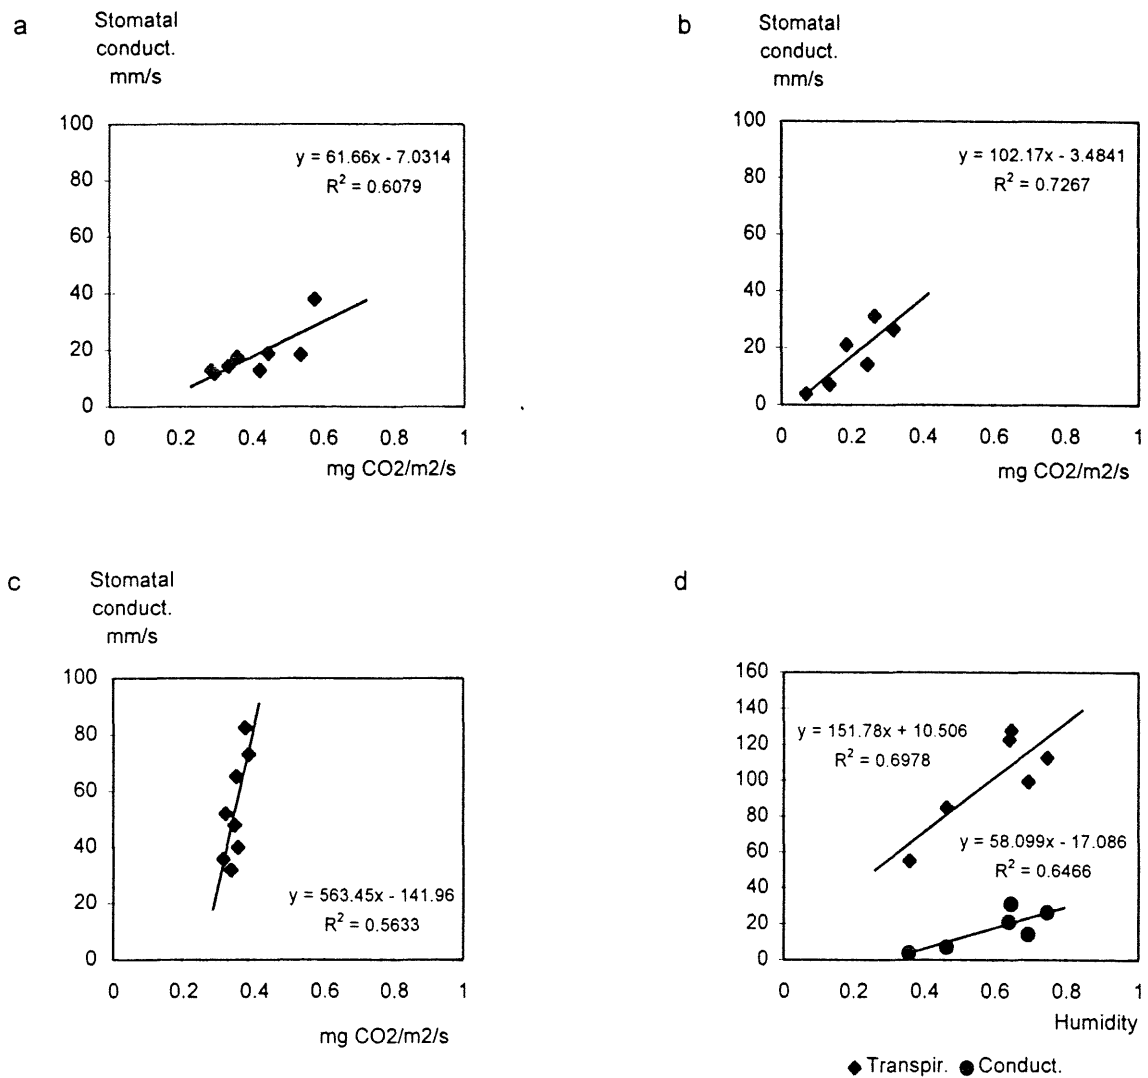 a
Stomatal
conduct.
mm/s
100
80
60
40
20
0
y = 61.66x - 7.0314
R² = 0.6079
0 0.2 0.4 0.6 0.8 1
mg CO2/m2/s
b
Stomatal
conduct.
mm/s
100
80
60
40
20
0
y = 102.17x - 3.4841
R² = 0.7267
0 0.2 0.4 0.6 0.8 1
mg CO2/m2/s
c
Stomatal
conduct.
mm/s
100
80
60
40
20
0
y = 563.45x - 141.96
R² = 0.5633
0 0.2 0.4 0.6 0.8 1
mg CO2/m2/s
d
160
140
120
100
80
60
40
20
0
y = 151.78x + 10.506
R² = 0.6978
y = 58.099x - 17.086
R² = 0.6466
0 0.2 0.4 0.6 0.8 1
Humidity
Transpir. Conduct.